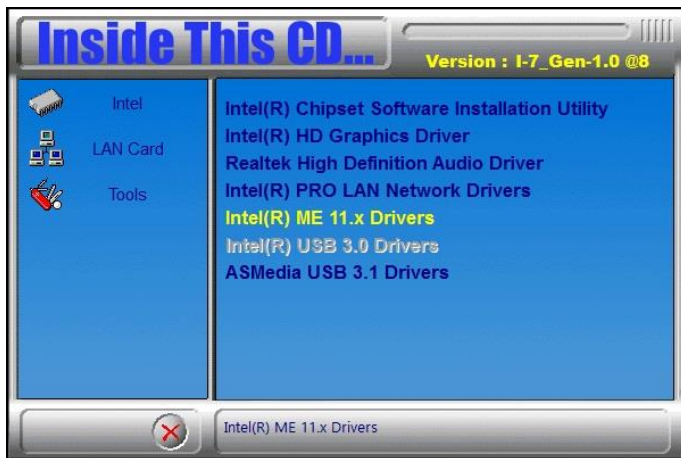 Inside This CD...
Version : I-7_Gen-1.0 @8
Intel
LAN Card
Tools
Intel(R) Chipset Software Installation Utility
Intel(R) HD Graphics Driver
Realtek High Definition Audio Driver
Intel(R) PRO LAN Network Drivers
Intel(R) ME 11.x Drivers
Intel(R) USB 3.0 Drivers
ASMedia USB 3.1 Drivers
Intel(R) ME 11.x Drivers